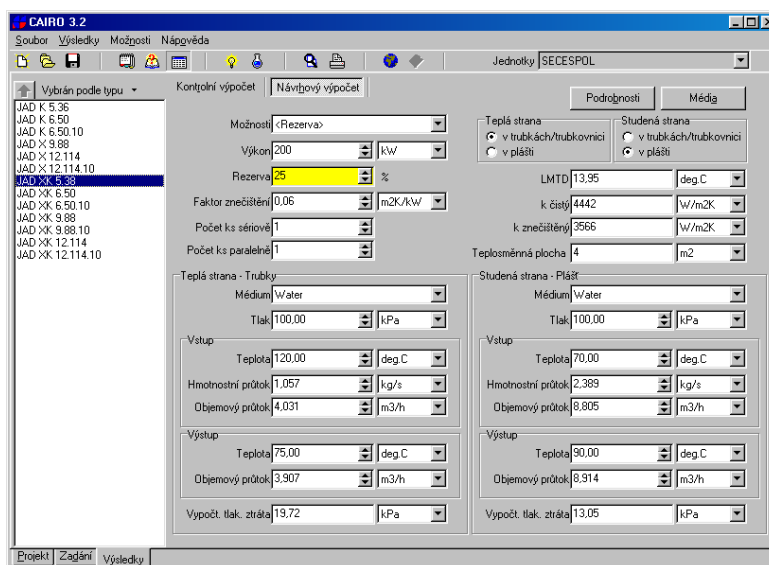 CAIRO 3.2
Soubor Výsledky Možnosti Nápověda
Jednotky SECESPOL
Vybrán podle typu
Kontrolní výpočet Návrhový výpočet
Podrobnosti Média
JAD K 5.36
JAD K 6.50
JAD K 6.50.10
JAD X 9.88
JAD X 12.114
JAD X 12.114.10
JAD XK 5.38
JAD XK 6.50
JAD XK 6.50.10
JAD XK 9.88
JAD XK 9.88.10
JAD XK 12.114
JAD XK 12.114.10
Možnosti <Rezerva>
Výkon 200 kW
Rezerva 25 %
Faktor znečištění 0,06 m2K/kW
Počet ks sériově 1
Počet ks paralelně 1
Teplá strana
v trubkách/trubkovnici
v plášti
Studená strana
v trubkách/trubkovnici
v plášti
LMTD 13,95 deg.C
k čistý 4442 W/m2K
k znečištěný 3566 W/m2K
Teplosměnná plocha 4 m2
Teplá strana - Trubky
Médium Water
Tlak 100,00 kPa
Vstup
Teplota 120,00 deg.C
Hmotnostní průtok 1,057 kg/s
Objemový průtok 4,031 m3/h
Výstup
Teplota 75,00 deg.C
Objemový průtok 3,907 m3/h
Vypočt. tlak. ztráta 19,72 kPa
Studená strana - Plášť
Médium Water
Tlak 100,00 kPa
Vstup
Teplota 70,00 deg.C
Hmotnostní průtok 2,389 kg/s
Objemový průtok 8,805 m3/h
Výstup
Teplota 90,00 deg.C
Objemový průtok 8,914 m3/h
Vypočt. tlak. ztráta 13,05 kPa
Projekt Zadání Výsledky